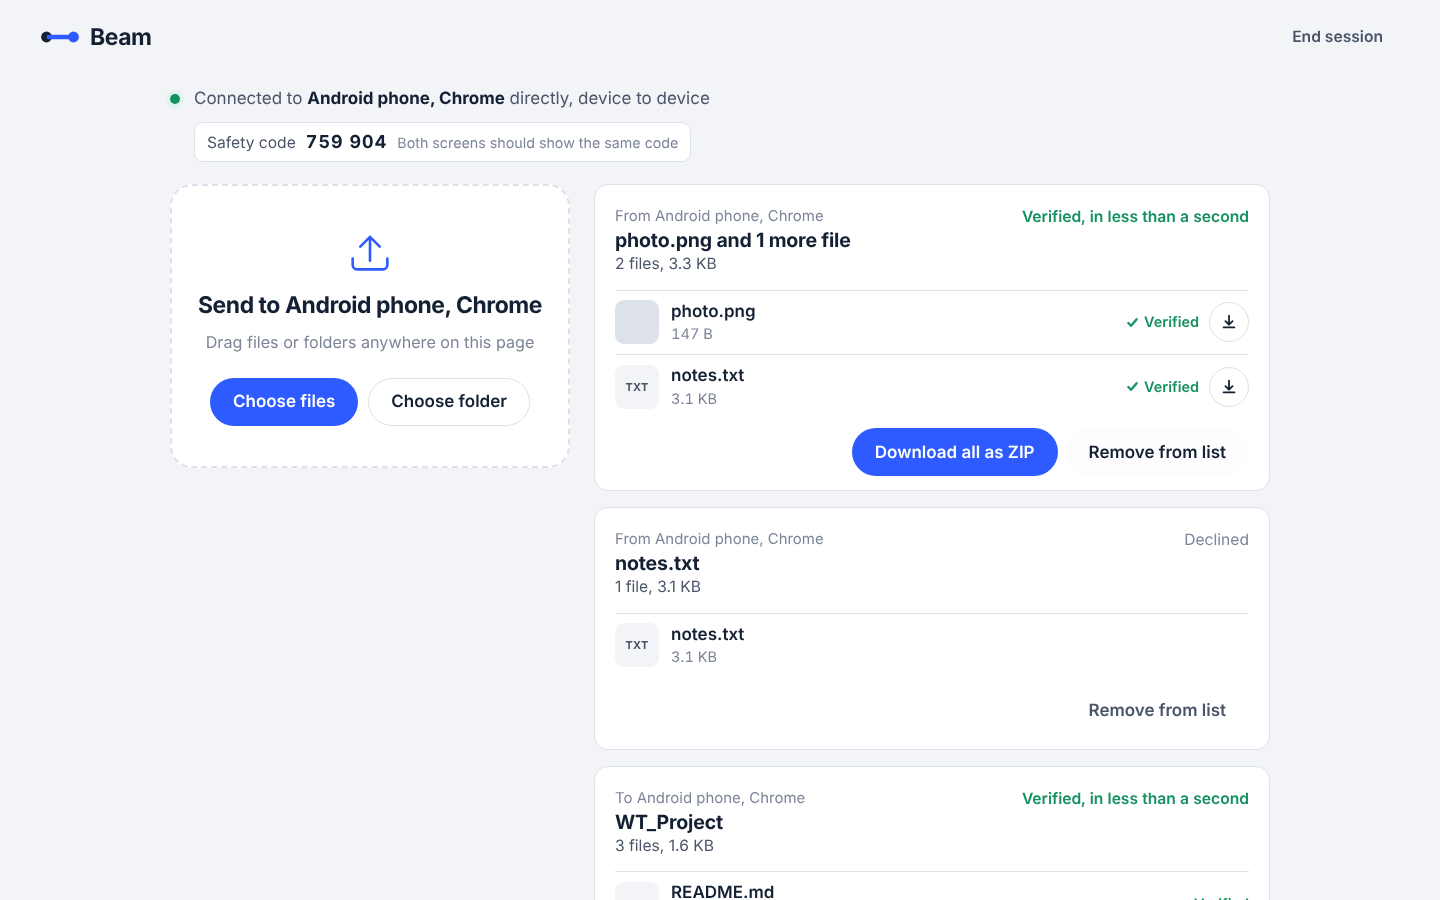 Beam
End session
Connected to Android phone, Chrome directly, device to device
Safety code 759 904 Both screens should show the same code
Send to Android phone, Chrome
Drag files or folders anywhere on this page
Choose files
Choose folder
From Android phone, Chrome
Verified, in less than a second
photo.png and 1 more file
2 files, 3.3 KB
photo.png
147 B
Verified
TXT
notes.txt
3.1 KB
Verified
Download all as ZIP
Remove from list
From Android phone, Chrome
Declined
notes.txt
1 file, 3.1 KB
TXT
notes.txt
3.1 KB
Remove from list
To Android phone, Chrome
Verified, in less than a second
WT_Project
3 files, 1.6 KB
README.md